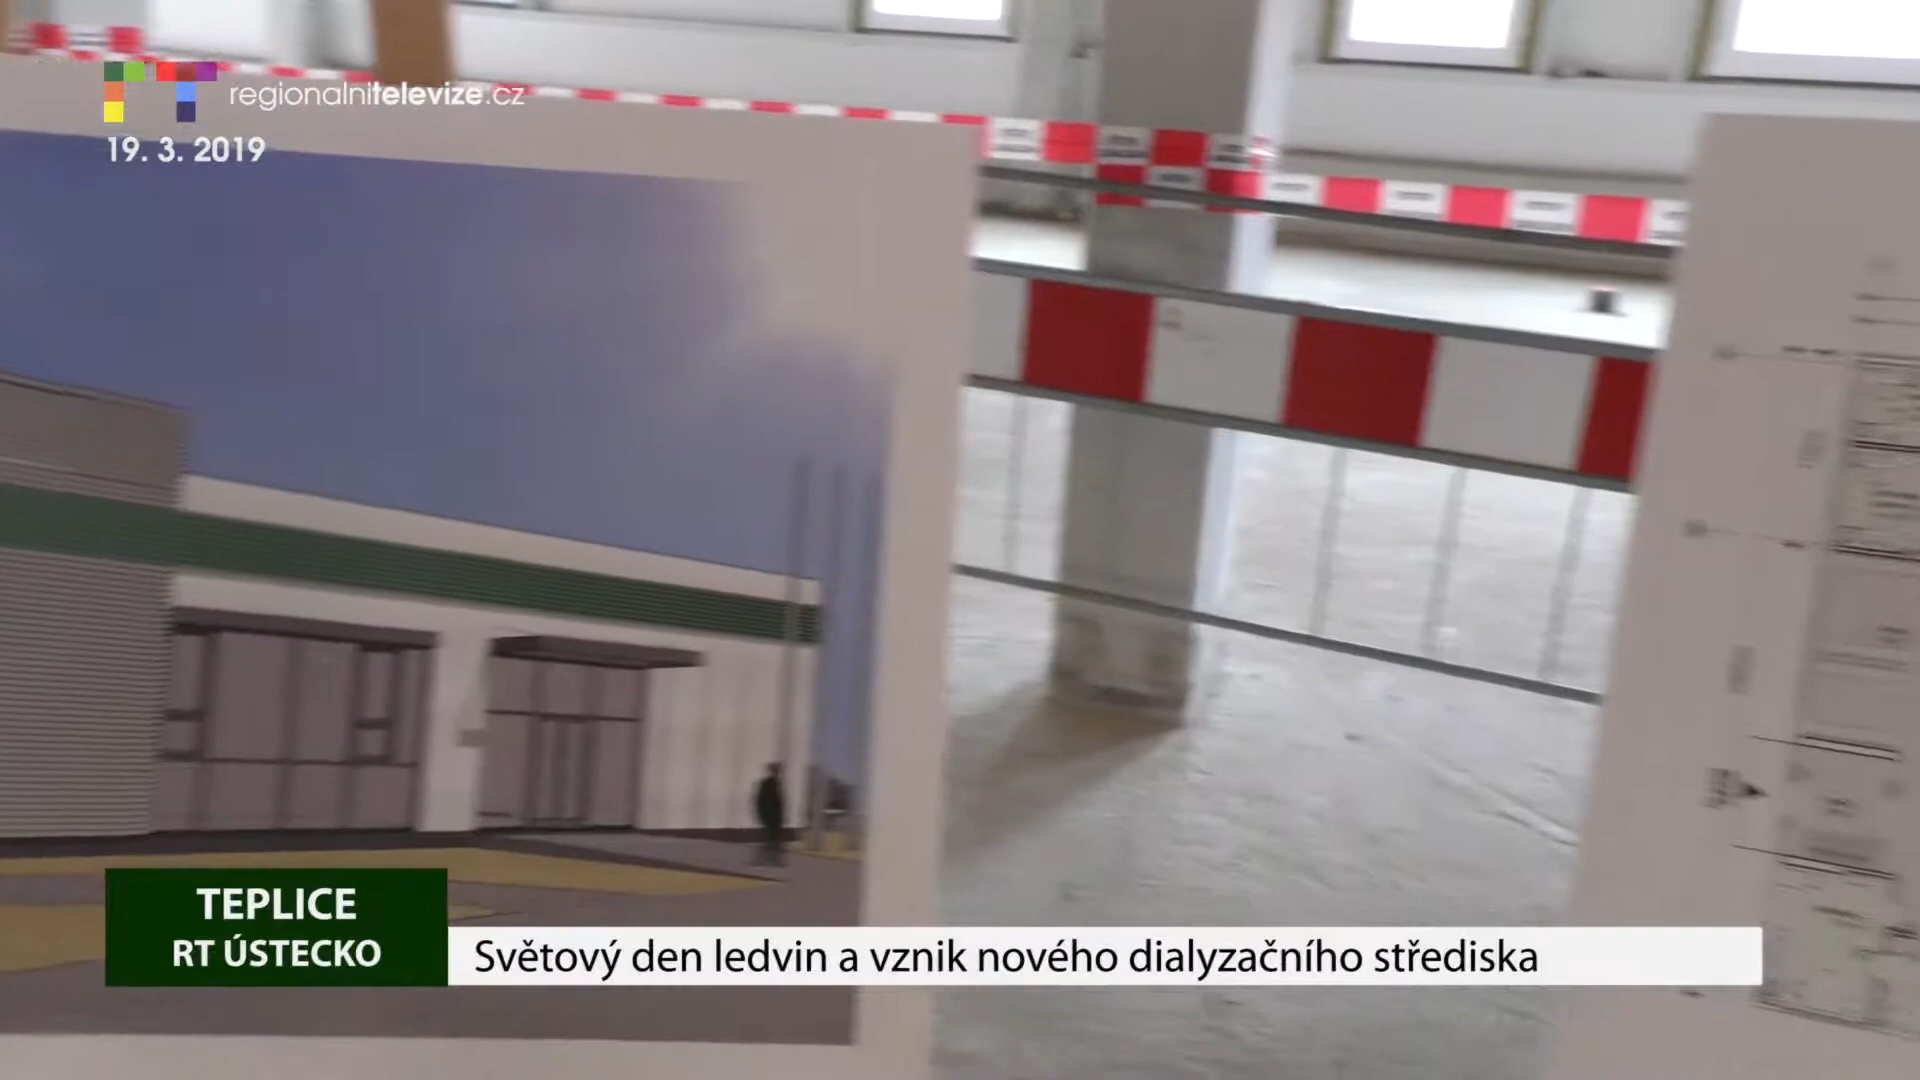 regionalnitelevize.cz
19. 3. 2019
TEPLICE
RT ÚSTECKO
Světový den ledvin a vznik nového dialyzačního střediska